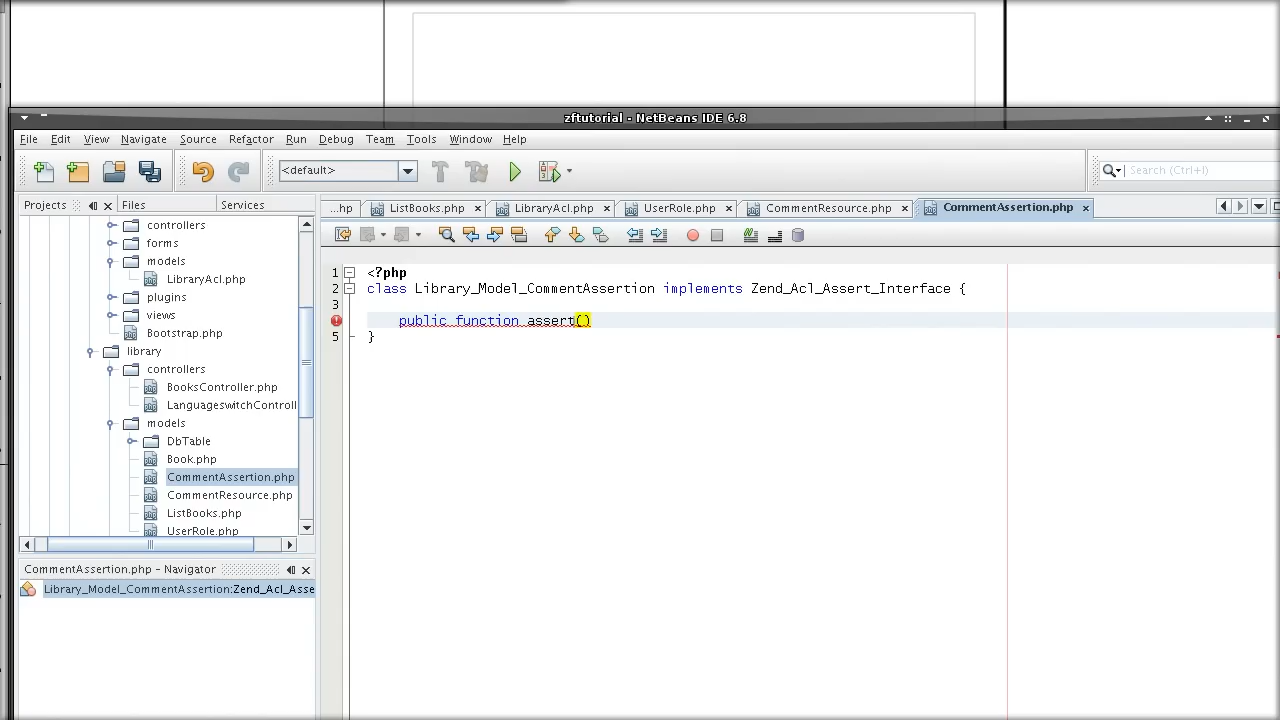 zftutorial - NetBeans IDE 6.8
File Edit View Navigate Source Refactor Run Debug Team Tools Window Help
<default>
Search (Ctrl+I)
Projects Files Services
...hp ListBooks.php LibraryAcl.php UserRole.php CommentResource.php CommentAssertion.php
controllers
forms
models
LibraryAcl.php
plugins
views
Bootstrap.php
library
controllers
BooksController.php
LanguageswitchControll
models
DbTable
Book.php
CommentAssertion.php
CommentResource.php
ListBooks.php
UserRole.php
CommentAssertion.php - Navigator
Library_Model_CommentAssertion:Zend_Acl_Asse
1 <?php
2 class Library_Model_CommentAssertion implements Zend_Acl_Assert_Interface {
3
public function assert()
5 }